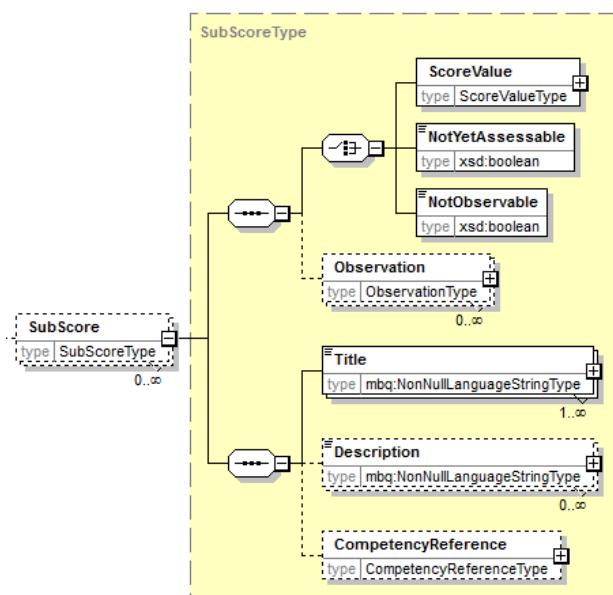 SubScoreType
ScoreValue
type ScoreValueType
NotYetAssessable
type xsd:boolean
NotObservable
type xsd:boolean
Observation
type ObservationType
0..∞
SubScore
type SubScoreType
0..∞
Title
type mbq:NonNullLanguageStringType
1..∞
Description
type mbq:NonNullLanguageStringType
0..∞
CompetencyReference
type CompetencyReferenceType